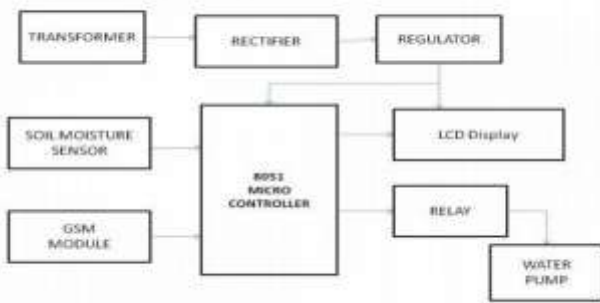 TRANSFORMER
RECTIFIER
REGULATOR
SOIL MOISTURE
SENSOR
8051
MICRO
CONTROLLER
LCD Display
GSM
MODULE
RELAY
WATER
PUMP